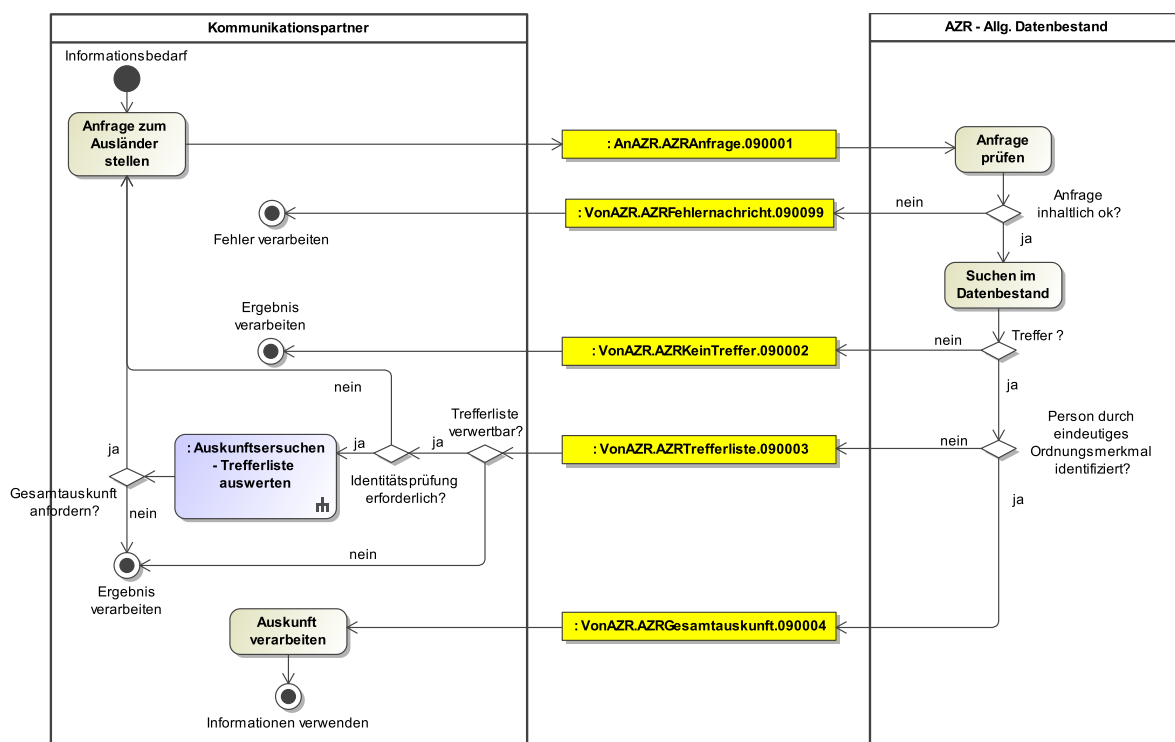 Kommunikationspartner
AZR - Allg. Datenbestand
Informationsbedarf
Anfrage zum
Ausländer
stellen
: AnAZR.AZRAnfrage.090001
Anfrage
prüfen
Anfrage
inhaltlich ok?
nein
ja
: VonAZR.AZRFehlernachricht.090099
Fehler verarbeiten
Suchen im
Datenbestand
Ergebnis
verarbeiten
: VonAZR.AZRKeinTreffer.090002
nein
Treffer ?
ja
nein
Trefferliste
verwertbar?
Person durch
eindeutiges
Ordnungsmerkmal
identifiziert?
ja
: Auskunftsersuchen
- Trefferliste
auswerten
ja
ja
: VonAZR.AZRTrefferliste.090003
nein
Identitätsprüfung
erforderlich?
Gesamtauskunft
anfordern?
nein
ja
nein
Ergebnis
verarbeiten
Auskunft
verarbeiten
: VonAZR.AZRGesamtauskunft.090004
Informationen verwenden